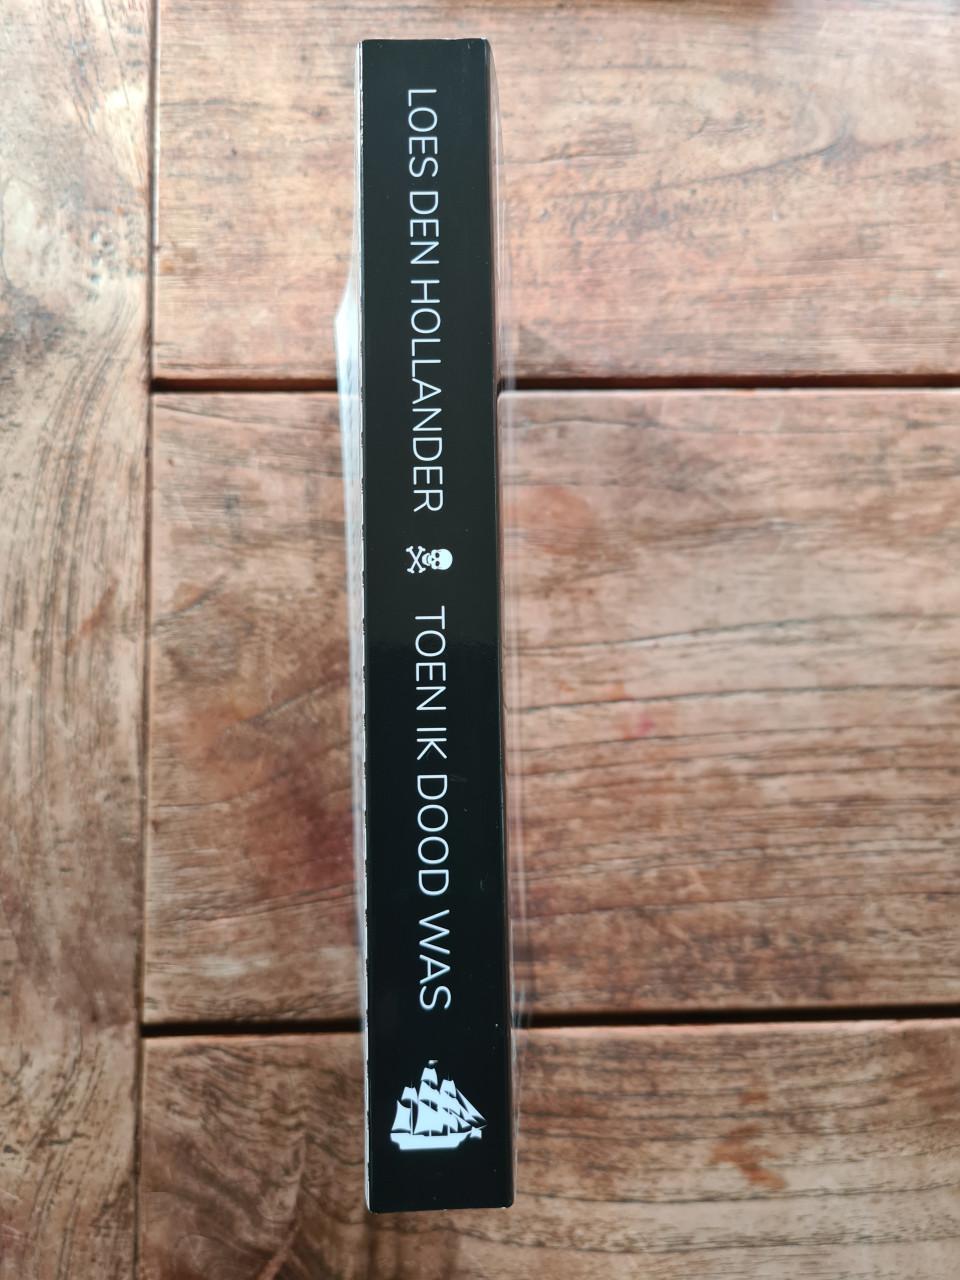 LOES DEN HOLLANDER ☠ TOEN IK DOOD WAS